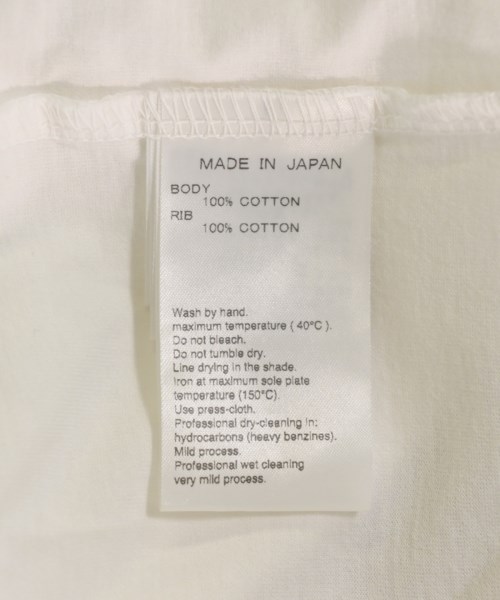 MADE IN JAPAN
BODY
100% COTTON
RIB
100% COTTON
Wash by hand.
maximum temperature ( 40°C ).
Do not bleach.
Do not tumble dry.
Line drying in the shade.
Iron at maximum sole plate
temperature (150°C).
Use press-cloth.
Professional dry-cleaning in:
hydrocarbons (heavy benzines).
Mild process.
Professional wet cleaning
very mild process.